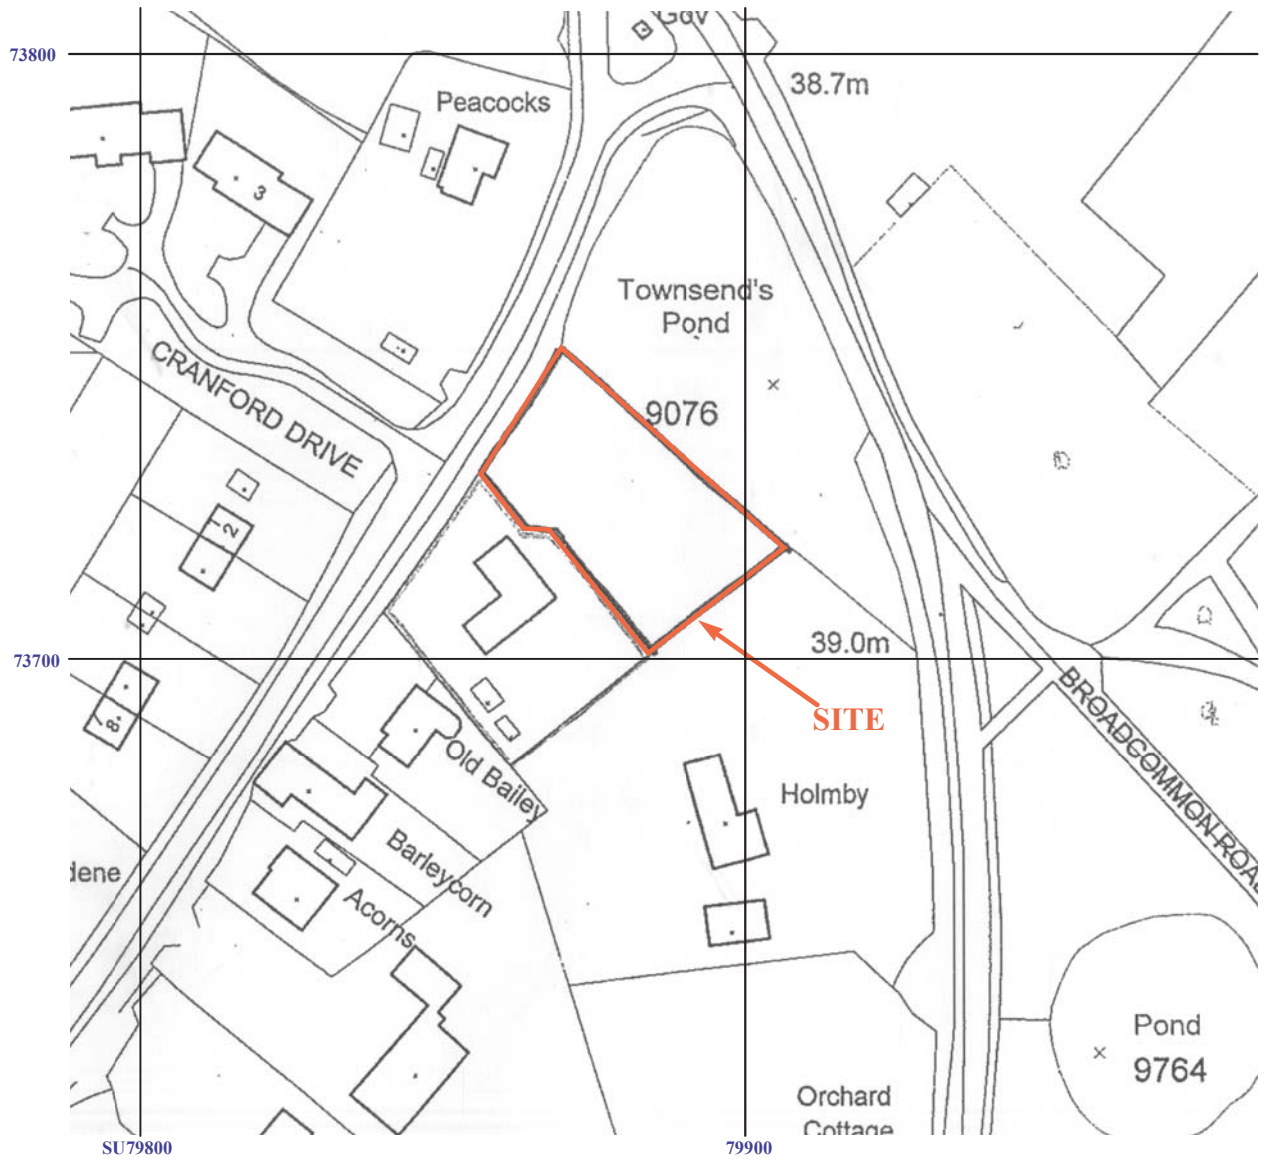 Gov
73800
38.7m
Peacocks
3
Townsend's
Pond
CRANFORD DRIVE
9076
2
39.0m
73700
SITE
8
BROADCOMMON ROAD
Old Bailey
Holmby
Barleycorn
dene
Acorns
Pond
9764
Orchard
Cottage
SU79800
79900